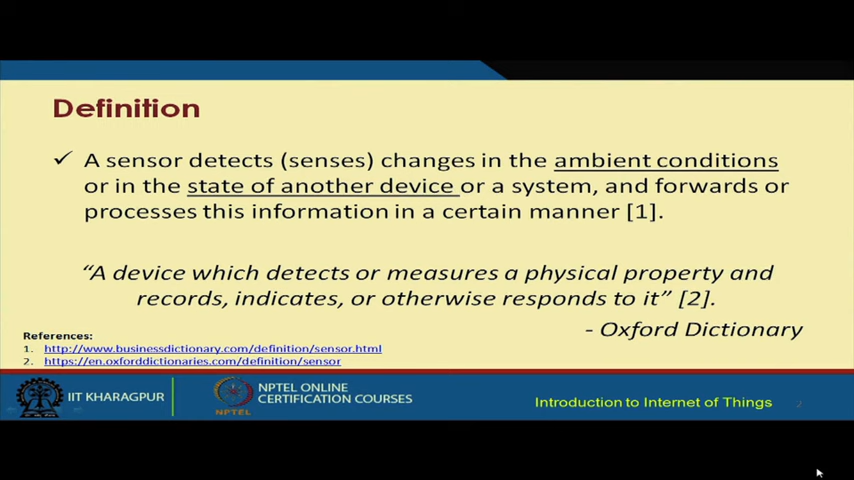 Definition
✓ A sensor detects (senses) changes in the ambient conditions
or in the state of another device or a system, and forwards or
processes this information in a certain manner [1].
“A device which detects or measures a physical property and
records, indicates, or otherwise responds to it” [2].
- Oxford Dictionary
References:
1. http://www.businessdictionary.com/definition/sensor.html
2. https://en.oxforddictionaries.com/definition/sensor
IIT KHARAGPUR
NPTEL
NPTEL ONLINE
CERTIFICATION COURSES
Introduction to Internet of Things
2